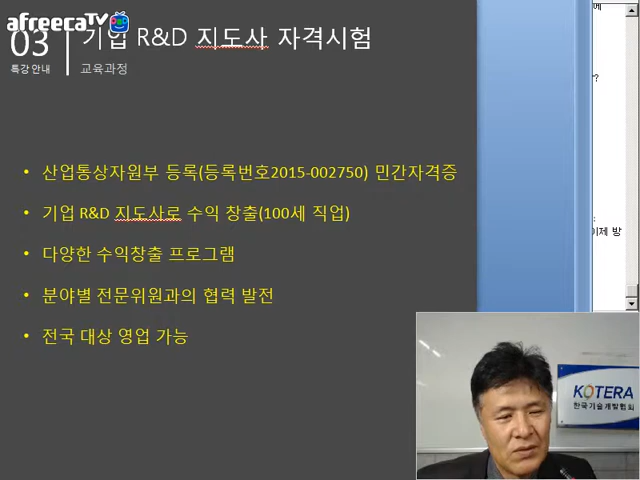 afreecaTV
03
기업 R&D 지도사 자격시험
특강 안내
교육과정
• 산업통상자원부 등록(등록번호2015-002750) 민간자격증
• 기업 R&D 지도사로 수익 창출(100세 직업)
• 다양한 수익창출 프로그램
• 분야별 전문위원과의 협력 발전
• 전국 대상 영업 가능
에
?
이제 방
KOTERA
한국기술개발협회